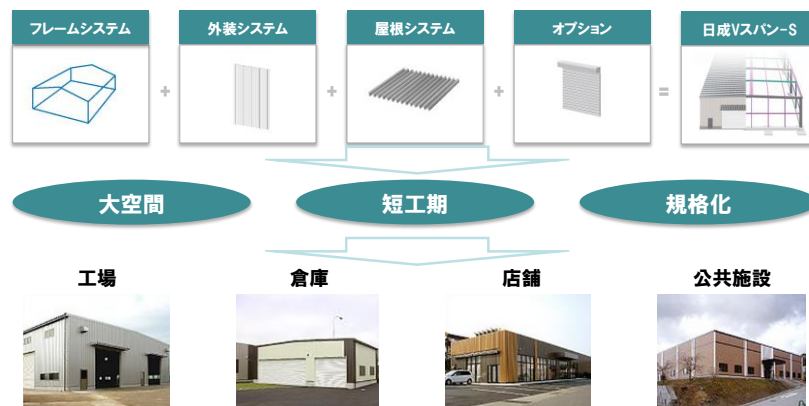 フレームシステム
外装システム
屋根システム
オプション
日成Vスパン-S
+
+
+
=
大空間
短工期
規格化
工場
倉庫
店舗
公共施設